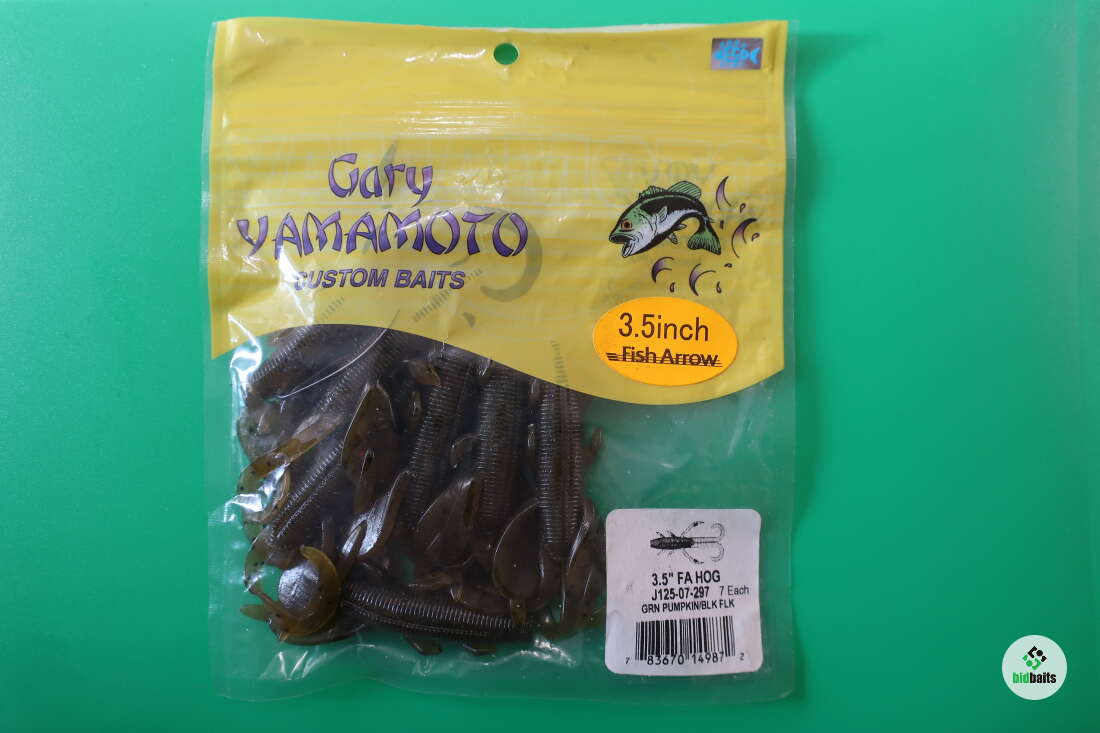 Gary
YAMAMOTO
CUSTOM BAITS
3.5inch
Fish Arrow
3.5" FA HOG
J125-07-297 7 Each
GRN PUMPKIN/BLK FLK
7 83670 14987 2
bidbaits